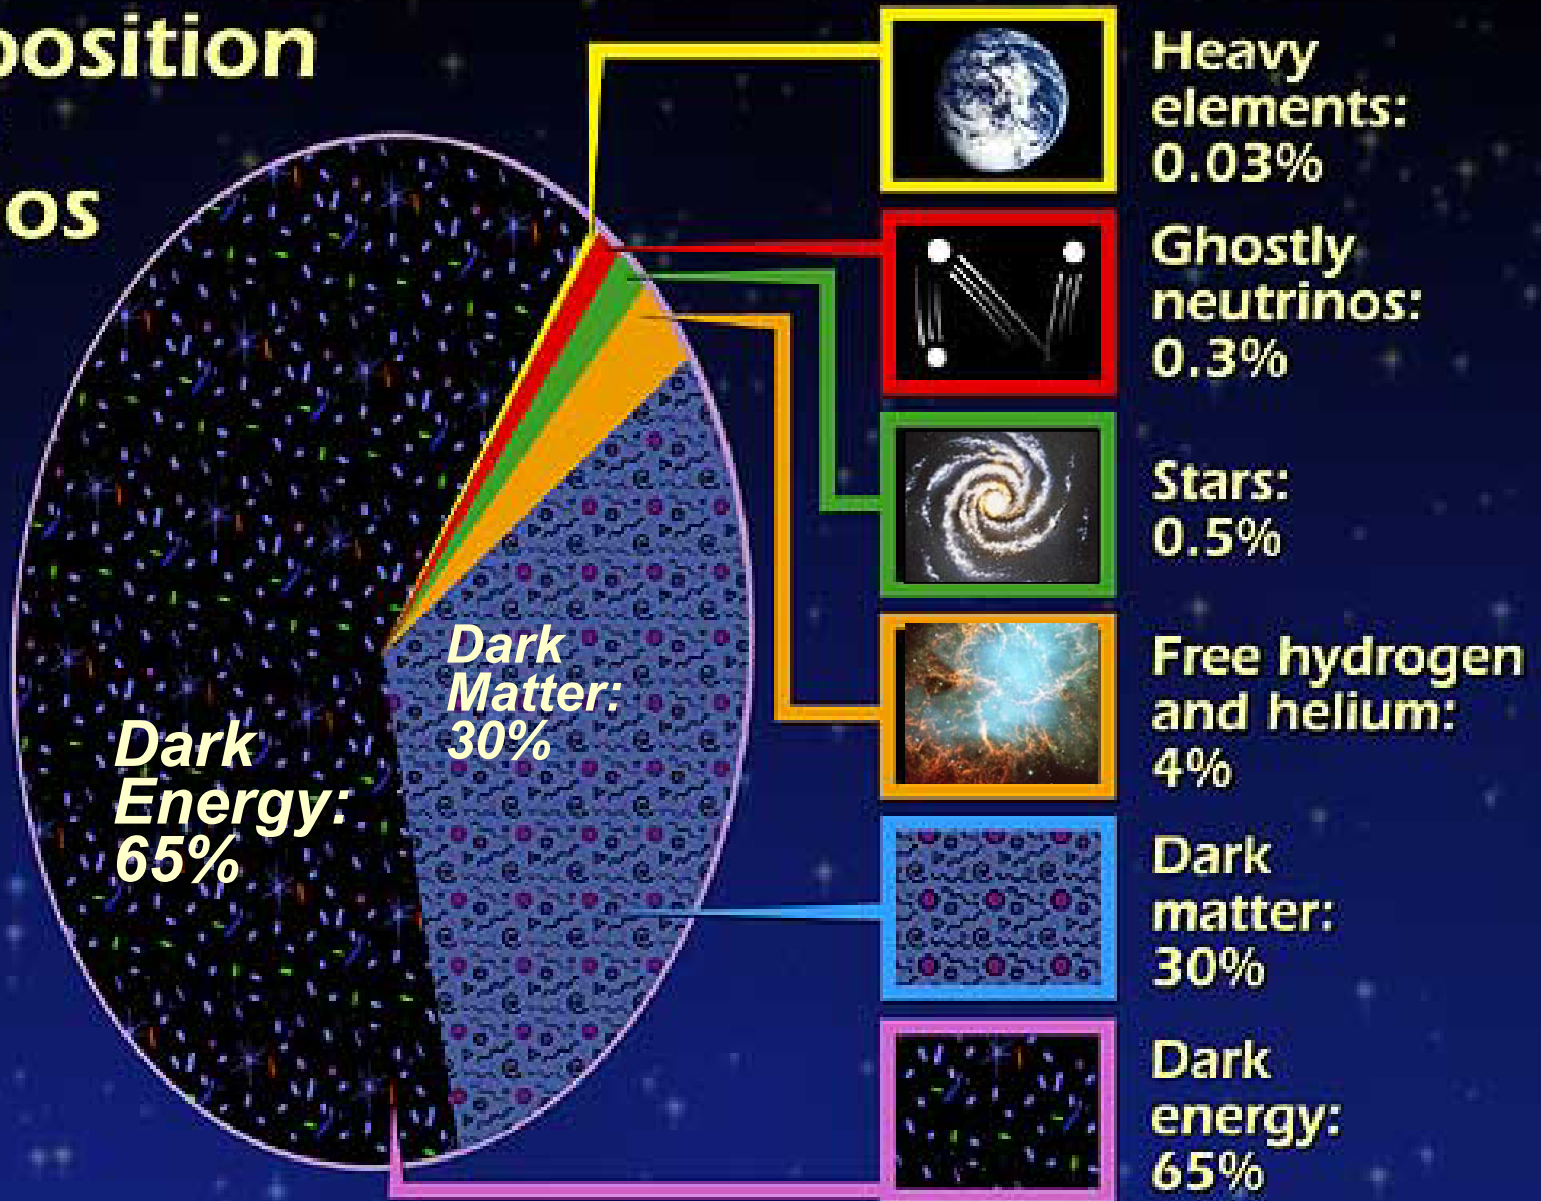 position
os
Heavy
elements:
0.03%
Ghostly
neutrinos:
0.3%
Stars:
0.5%
Free hydrogen
and helium:
4%
Dark
matter:
30%
Dark
energy:
65%
Dark
Matter:
30%
Dark
Energy:
65%